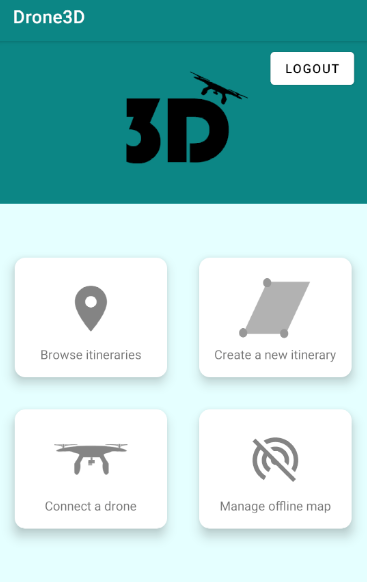 Drone3D
LOGOUT
3D
Browse itineraries
Create a new itinerary
Connect a drone
Manage offline map